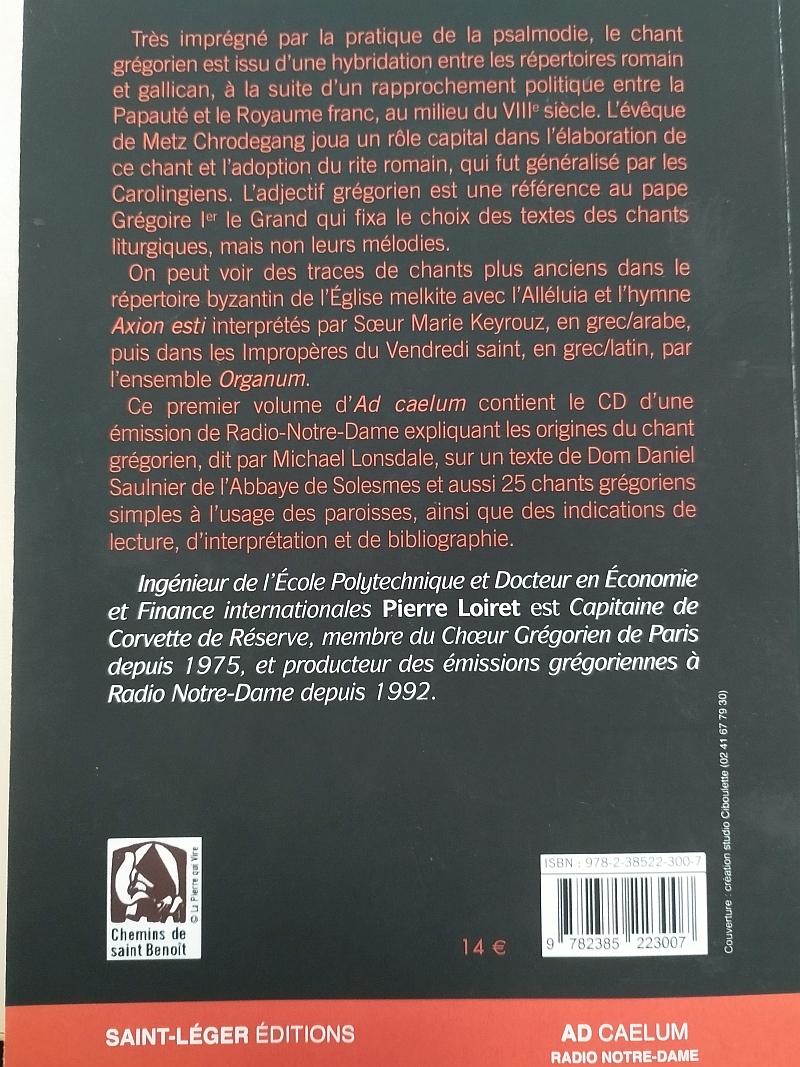 Très imprégné par la pratique de la psalmodie, le chant
grégorien est issu d'une hybridation entre les répertoires romain
et gallican, à la suite d'un rapprochement politique entre la
Papauté et le Royaume franc, au milieu du VIIIe siècle. L'évêque
de Metz Chrodegang joua un rôle capital dans l'élaboration de
ce chant et l'adoption du rite romain, qui fut généralisé par les
Carolingiens. L'adjectif grégorien est une référence au pape
Grégoire Ier le Grand qui fixa le choix des textes des chants
liturgiques, mais non leurs mélodies.
On peut voir des traces de chants plus anciens dans le
répertoire byzantin de l'Église melkite avec l'Alléluia et l'hymne
Axion esti interprétés par Sœur Marie Keyrouz, en grec/arabe,
puis dans les Impropères du Vendredi saint, en grec/latin, par
l'ensemble Organum.
Ce premier volume d'Ad caelum contient le CD d'une
émission de Radio-Notre-Dame expliquant les origines du chant
grégorien, dit par Michael Lonsdale, sur un texte de Dom Daniel
Saulnier de l'Abbaye de Solesmes et aussi 25 chants grégoriens
simples à l'usage des paroisses, ainsi que des indications de
lecture, d'interprétation et de bibliographie.
Ingénieur de l'École Polytechnique et Docteur en Économie
et Finance internationales Pierre Loiret est Capitaine de
Corvette de Réserve, membre du Chœur Grégorien de Paris
depuis 1975, et producteur des émissions grégoriennes à
Radio Notre-Dame depuis 1992.
© La Pierre qui Vire
Chemins de
saint Benoît
14 €
ISBN : 978-2-38522-300-7
9 782385 223007
Couverture : création studio Ciboulette (02 41 67 79 30)
SAINT-LÉGER ÉDITIONS
AD CAELUM
RADIO NOTRE-DAME